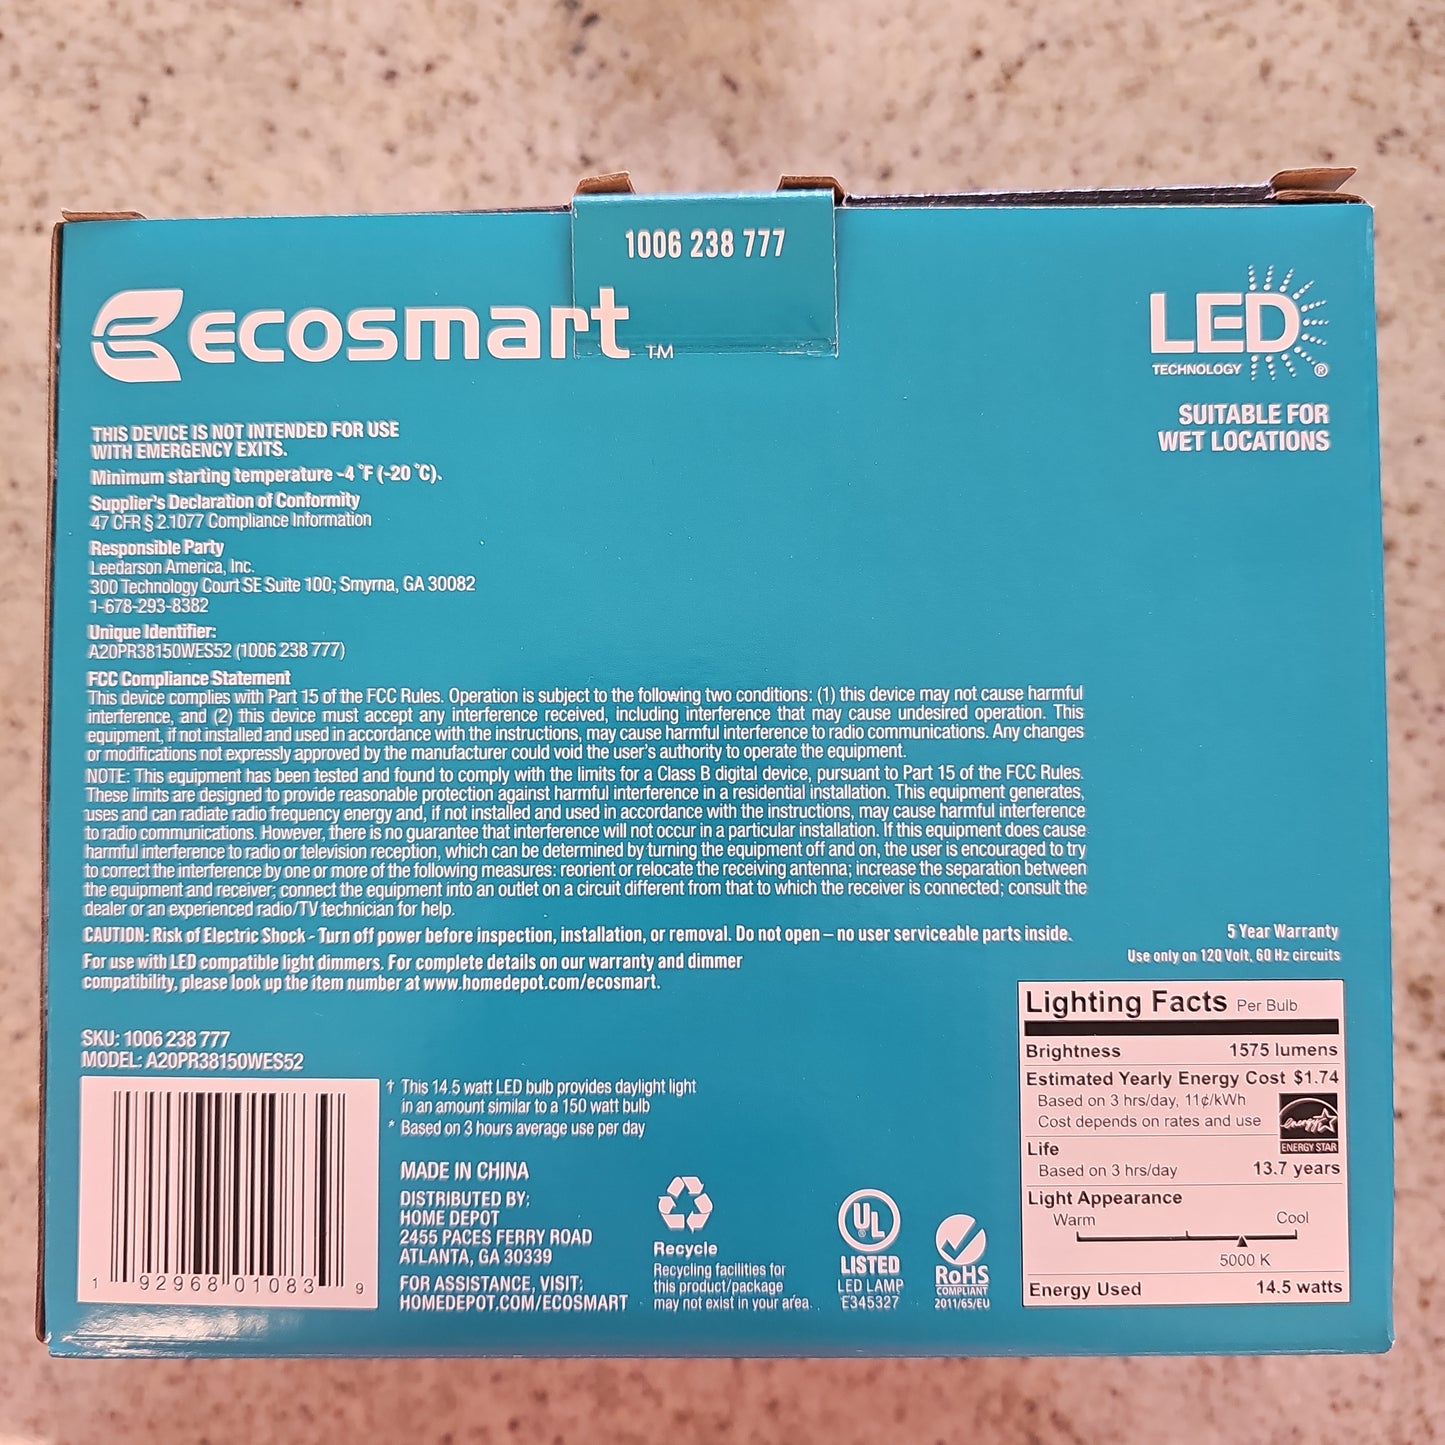 1006 238 777
ecosmart TM
LED
TECHNOLOGY ®
SUITABLE FOR
WET LOCATIONS
THIS DEVICE IS NOT INTENDED FOR USE
WITH EMERGENCY EXITS.
Minimum starting temperature -4 °F (-20 °C).
Supplier's Declaration of Conformity
47 CFR § 2.1077 Compliance Information
Responsible Party
Leedarson America, Inc.
300 Technology Court SE Suite 100; Smyrna, GA 30082
1-678-293-8382
Unique Identifier:
A20PR38150WES52 (1006 238 777)
FCC Compliance Statement
This device complies with Part 15 of the FCC Rules. Operation is subject to the following two conditions: (1) this device may not cause harmful
interference, and (2) this device must accept any interference received, including interference that may cause undesired operation. This
equipment, if not installed and used in accordance with the instructions, may cause harmful interference to radio communications. Any changes
or modifications not expressly approved by the manufacturer could void the user's authority to operate the equipment.
NOTE: This equipment has been tested and found to comply with the limits for a Class B digital device, pursuant to Part 15 of the FCC Rules.
These limits are designed to provide reasonable protection against harmful interference in a residential installation. This equipment generates,
uses and can radiate radio frequency energy and, if not installed and used in accordance with the instructions, may cause harmful interference
to radio communications. However, there is no guarantee that interference will not occur in a particular installation. If this equipment does cause
harmful interference to radio or television reception, which can be determined by turning the equipment off and on, the user is encouraged to try
to correct the interference by one or more of the following measures: reorient or relocate the receiving antenna; increase the separation between
the equipment and receiver; connect the equipment into an outlet on a circuit different from that to which the receiver is connected; consult the
dealer or an experienced radio/TV technician for help.
CAUTION: Risk of Electric Shock - Turn off power before inspection, installation, or removal. Do not open – no user serviceable parts inside.
For use with LED compatible light dimmers. For complete details on our warranty and dimmer
compatibility, please look up the item number at www.homedepot.com/ecosmart.
5 Year Warranty
Use only on 120 Volt, 60 Hz circuits
SKU: 1006 238 777
MODEL: A20PR38150WES52
1 92968 01083 9
† This 14.5 watt LED bulb provides daylight light
in an amount similar to a 150 watt bulb
* Based on 3 hours average use per day
MADE IN CHINA
DISTRIBUTED BY:
HOME DEPOT
2455 PACES FERRY ROAD
ATLANTA, GA 30339
FOR ASSISTANCE, VISIT:
HOMEDEPOT.COM/ECOSMART
Recycle
Recycling facilities for
this product/package
may not exist in your area.
UL
LISTED
LED LAMP
E345327
RoHS
COMPLIANT
2011/65/EU
Lighting Facts Per Bulb
Brightness 1575 lumens
Estimated Yearly Energy Cost $1.74
Based on 3 hrs/day, 11¢/kWh
Cost depends on rates and use
energy
ENERGY STAR
Life
Based on 3 hrs/day 13.7 years
Light Appearance
Warm Cool
5000 K
Energy Used 14.5 watts